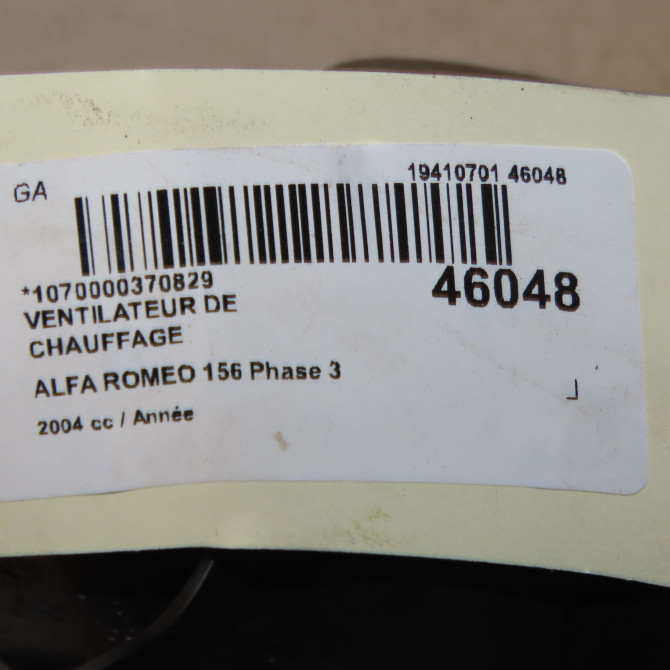 GA
19410701 46048
*1070000370829
46048
VENTILATEUR DE
CHAUFFAGE
ALFA ROMEO 156 Phase 3
2004 cc / Année